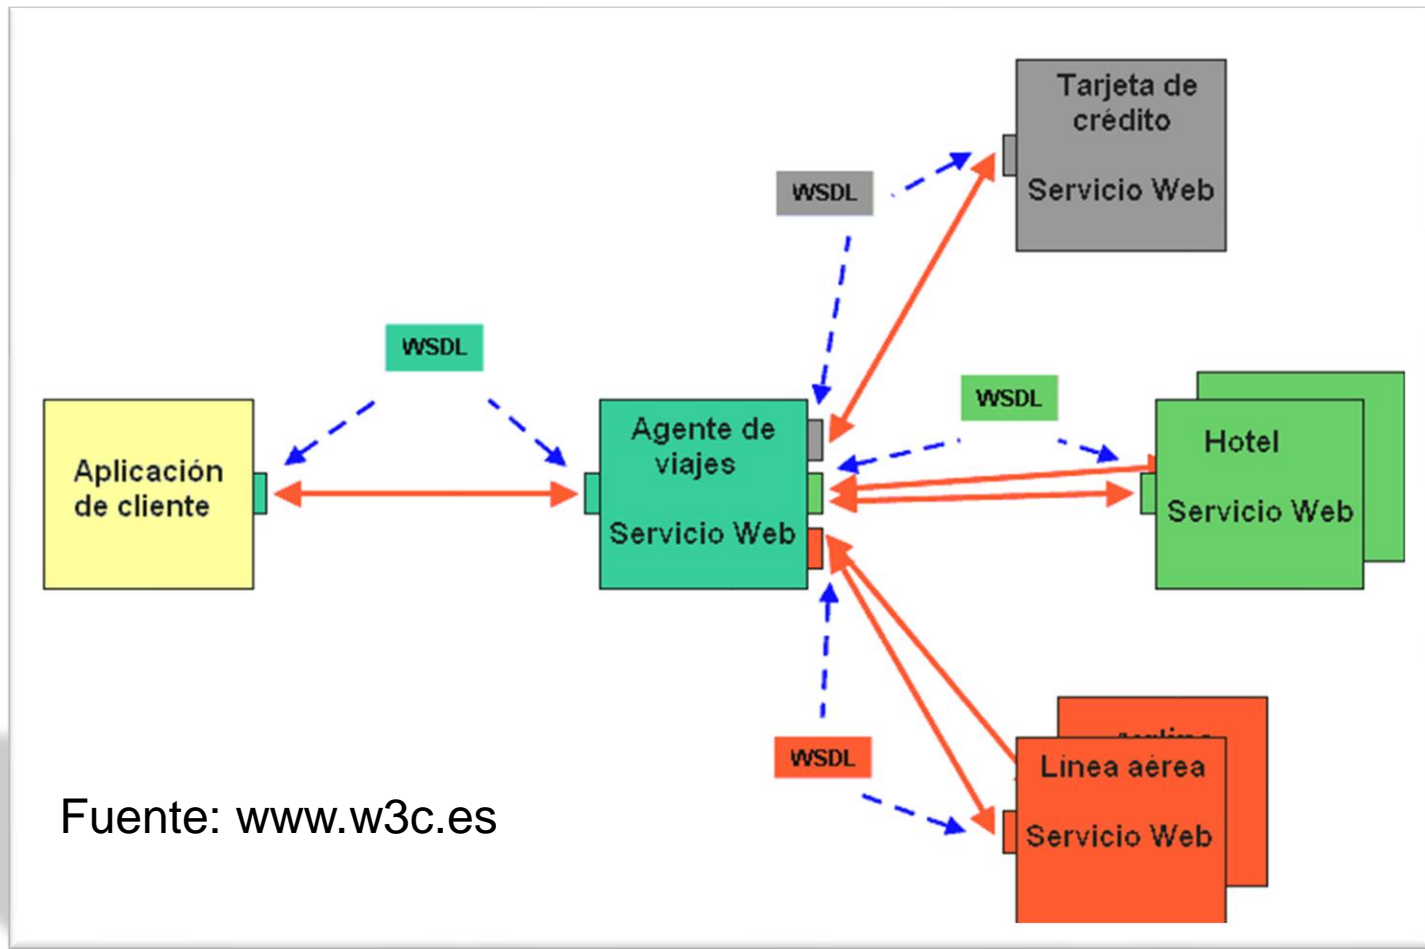 Tarjeta de
crédito
Servicio Web
WSDL
WSDL
WSDL
Aplicación
de cliente
Agente de
viajes
Servicio Web
Hotel
Servicio Web
WSDL
Línea aérea
Servicio Web
Fuente: www.w3c.es